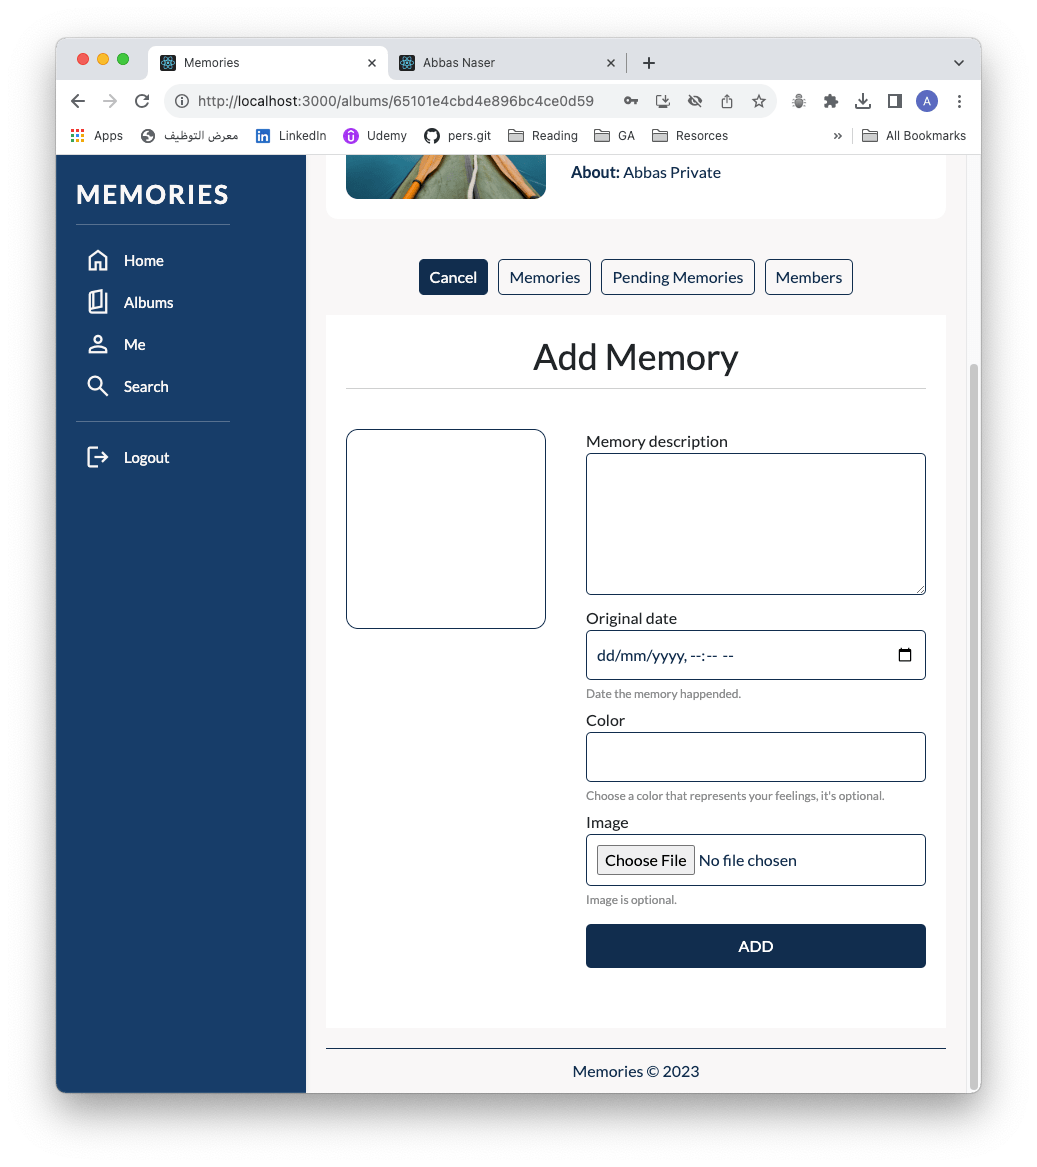 Memories
Abbas Naser
http://localhost:3000/albums/65101e4cbd4e896bc4ce0d59
A
Apps
معرض التوظيف
LinkedIn
Udemy
pers.git
Reading
GA
Resorces
»
All Bookmarks
MEMORIES
Home
Albums
Me
Search
Logout
About: Abbas Private
Cancel
Memories
Pending Memories
Members
Add Memory
Memory description
Original date
dd/mm/yyyy, --:-- --
Date the memory happended.
Color
Choose a color that represents your feelings, it's optional.
Image
Choose File No file chosen
Image is optional.
ADD
Memories © 2023